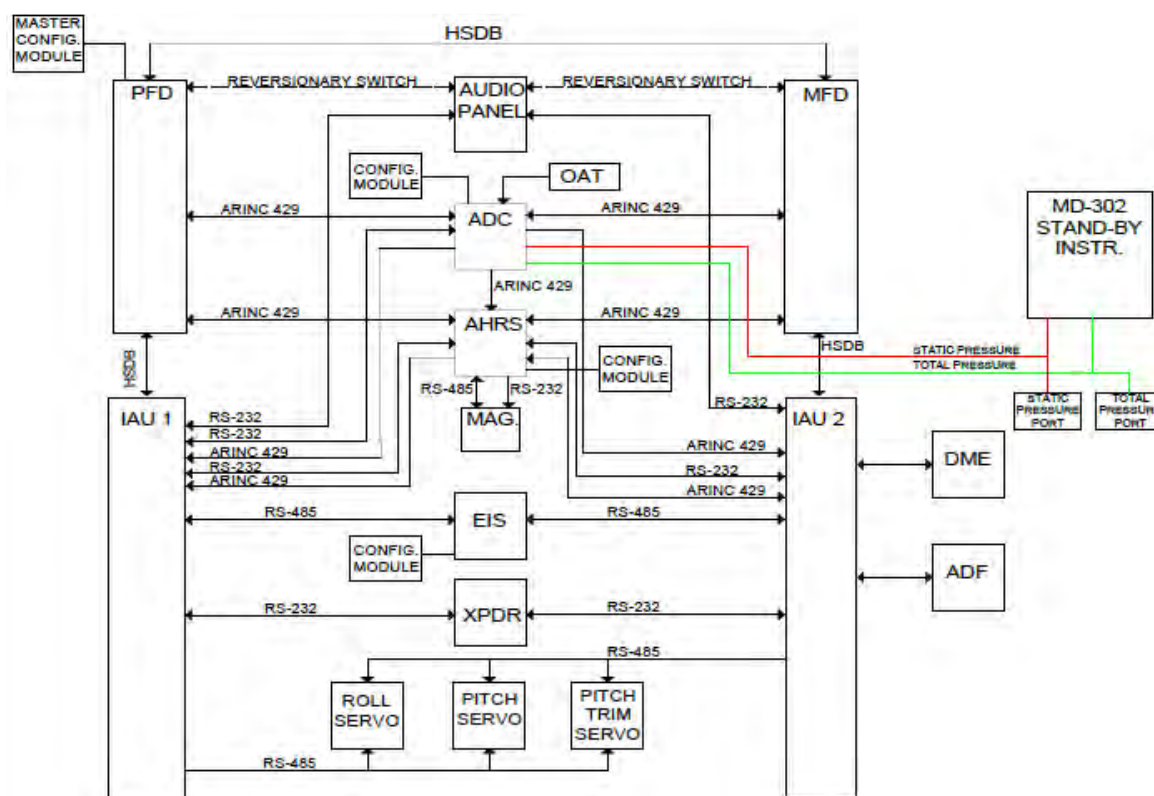 MASTER
CONFIG.
MODULE
HSDB
PFD
REVERSIONARY SWITCH
AUDIO
PANEL
REVERSIONARY SWITCH
MFD
CONFIG.
MODULE
OAT
ARINC 429
ADC
ARINC 429
MD-302
STAND-BY
INSTR.
ARINC 429
ARINC 429
AHRS
ARINC 429
HSDB
HSDB
STATIC PRESSURE
TOTAL PRESSURE
CONFIG.
MODULE
RS-485
RS-232
MAG.
STATIC
PRESSURE
PORT
TOTAL
PRESSURE
PORT
IAU 1
RS-232
RS-232
ARINC 429
RS-232
ARINC 429
RS-232
IAU 2
ARINC 429
RS-232
ARINC 429
DME
RS-485
EIS
RS-485
CONFIG.
MODULE
ADF
RS-232
XPDR
RS-232
RS-485
ROLL
SERVO
PITCH
SERVO
PITCH
TRIM
SERVO
RS-485